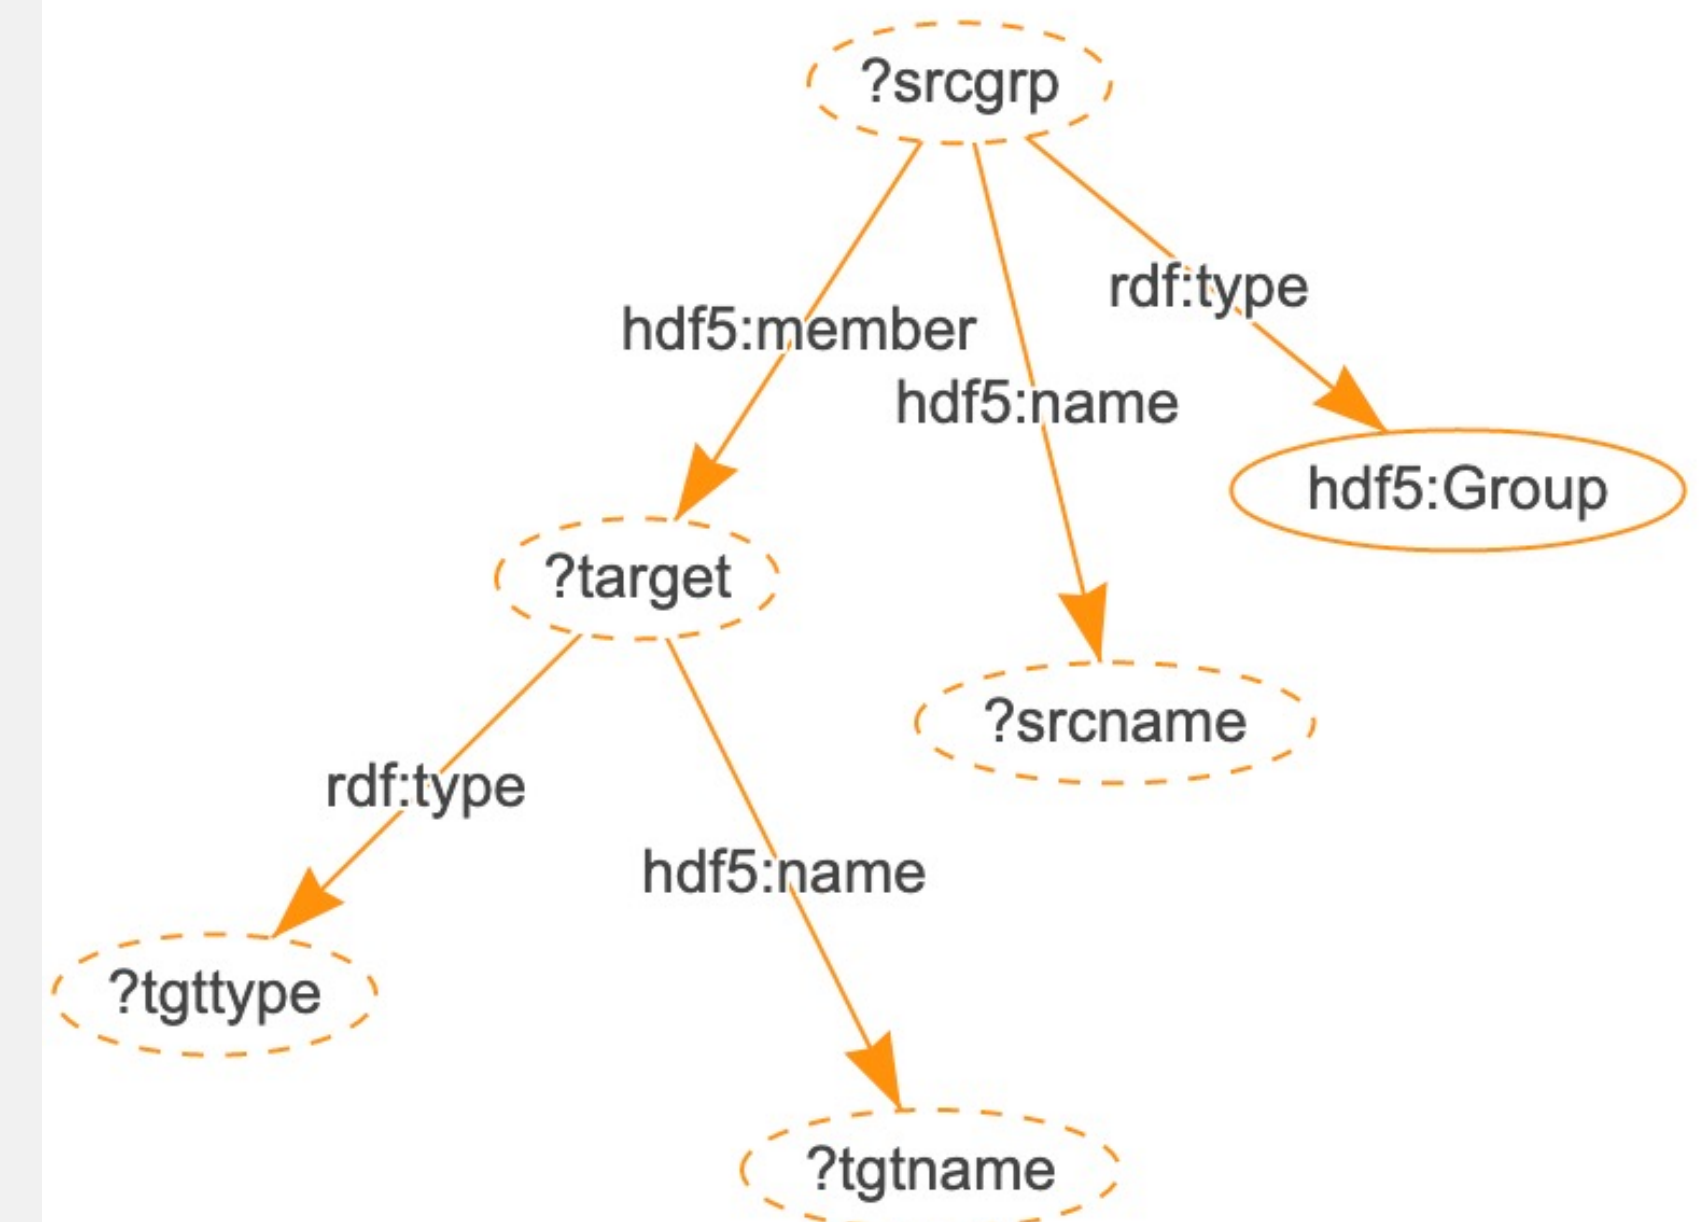 ?srcgrp
rdf:type
hdf5:member
hdf5:name
hdf5:Group
?target
?srcname
rdf:type
hdf5:name
?tgttype
?tgtname